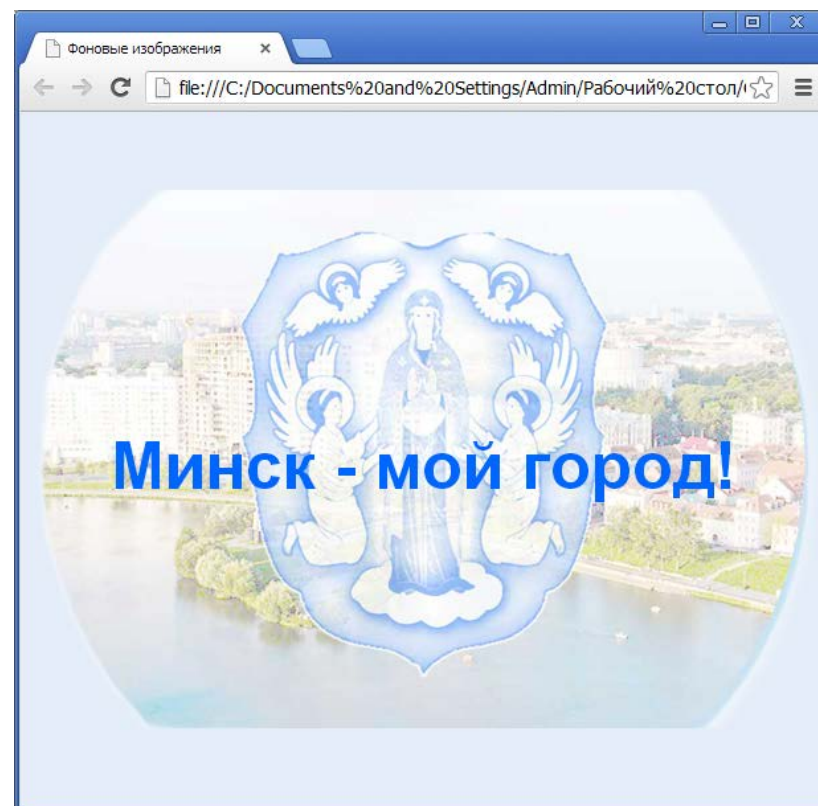 Фоновые изображения
file:///C:/Documents%20and%20Settings/Admin/Рабочий%20стол/
Минск - мой город!